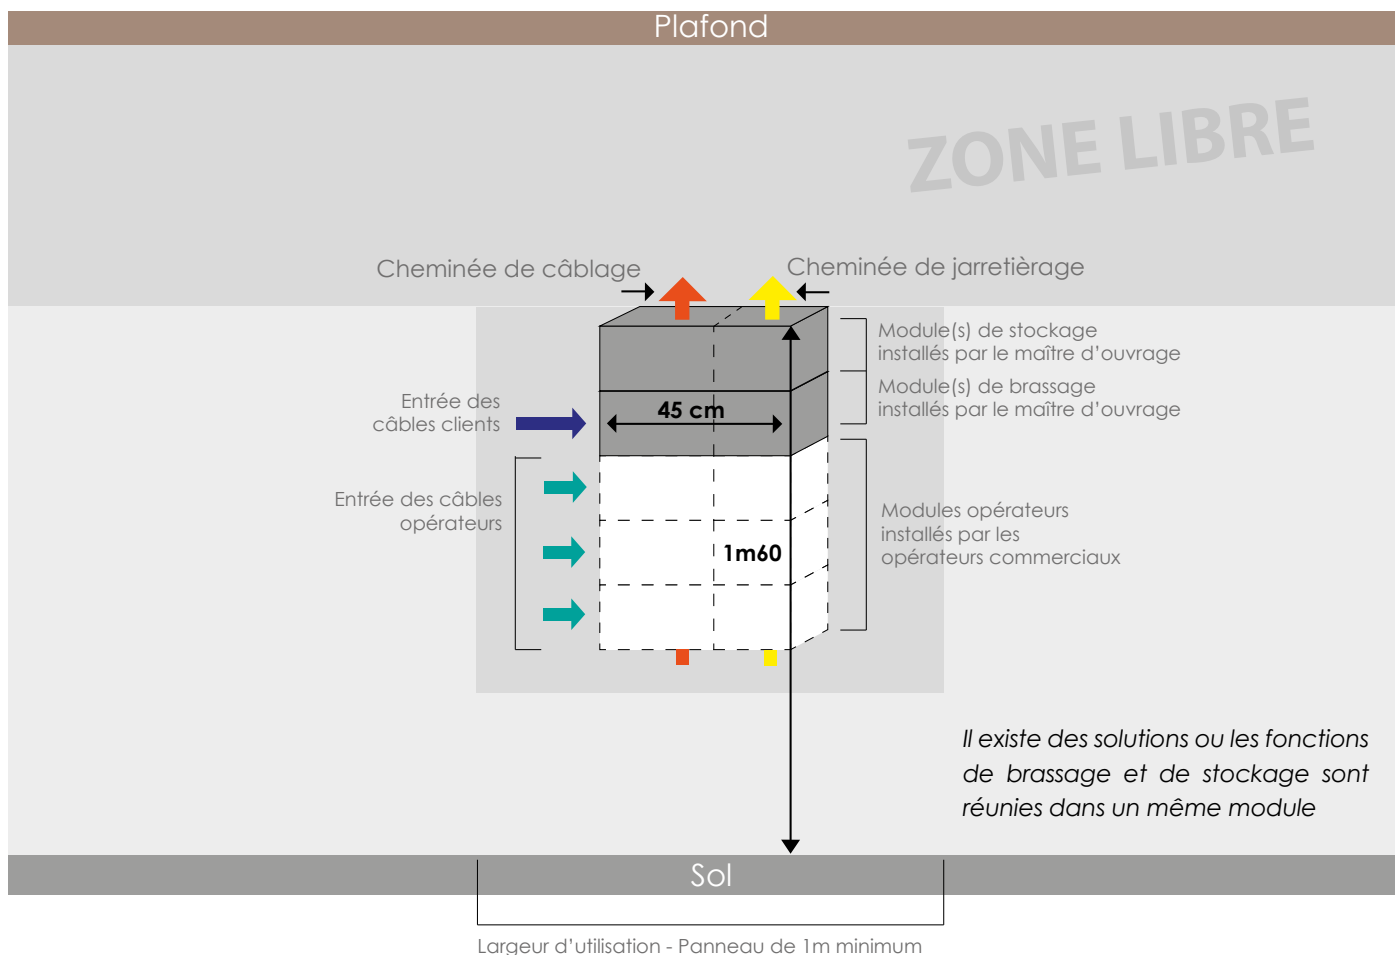 Plafond
ZONE LIBRE
Cheminée de câblage
Cheminée de jarretièrage
Module(s) de stockage
installés par le maître d’ouvrage
Module(s) de brassage
installés par le maître d’ouvrage
Entrée des
câbles clients
45 cm
Entrée des câbles
opérateurs
Modules opérateurs
installés par les
opérateurs commerciaux
1m60
Il existe des solutions ou les fonctions
de brassage et de stockage sont
réunies dans un même module
Sol
Largeur d’utilisation - Panneau de 1m minimum